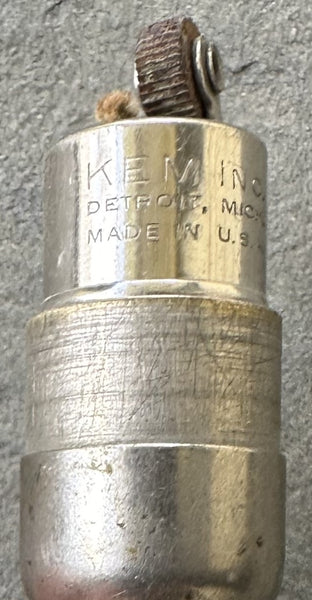 KEM INC.
DETROIT, MICH.
MADE IN U.S.